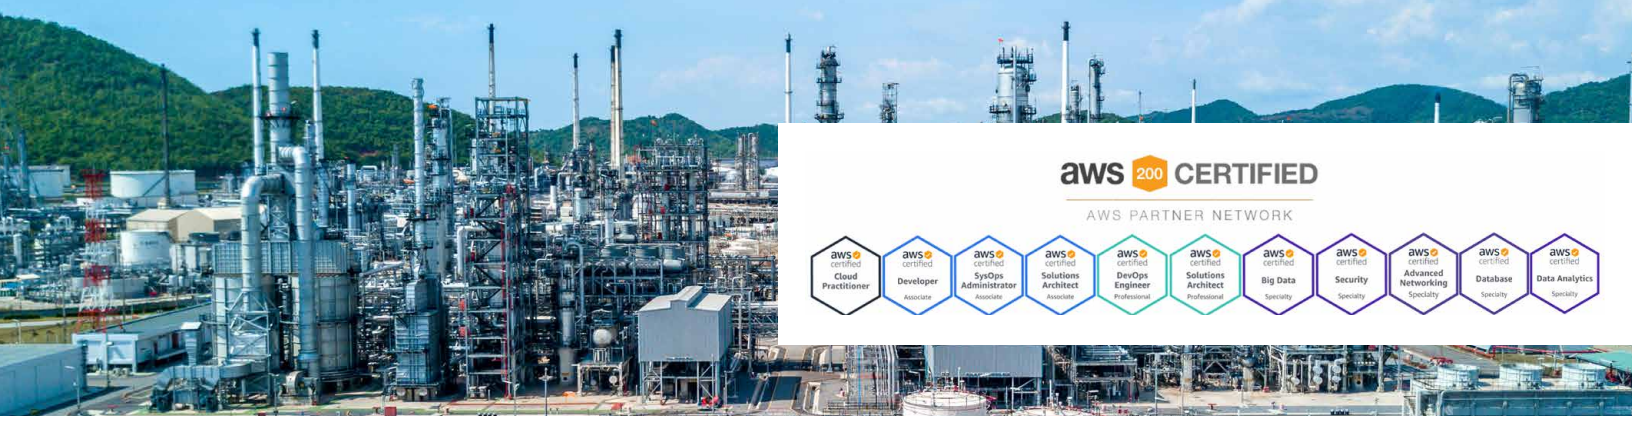 aws 200 CERTIFIED
AWS PARTNER NETWORK
aws certified Cloud Practitioner
aws certified Developer Associate
aws certified SysOps Administrator Associate
aws certified Solutions Architect Associate
aws certified DevOps Engineer Professional
aws certified Solutions Architect Professional
aws certified Big Data Specialty
aws certified Security Specialty
aws certified Advanced Networking Specialty
aws certified Database Specialty
aws certified Data Analytics Specialty